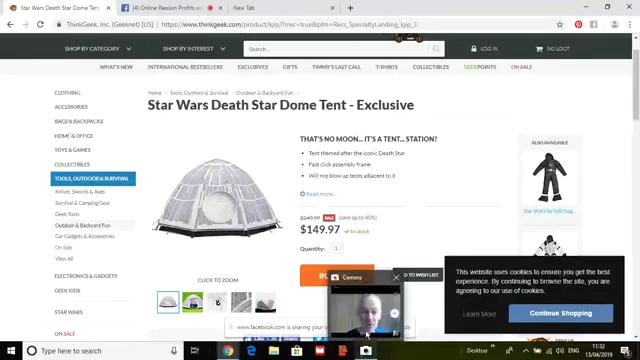 Star Wars Death Star Dome Tent -
(4) Online Passion Profits wit
New Tab
ThinkGeek, Inc. (Geeknet) [US]
https://www.thinkgeek.com/product/kjip/?rec=true&ptm=Recs_SpecialtyLanding_kjip_3
SHOP BY CATEGORY
SHOP BY INTEREST
Search...
LOG IN
NO LOOT
WHAT'S NEW
INTERNATIONAL BESTSELLERS
EXCLUSIVES
GIFTS
TIMMY'S LAST CALL
T-SHIRTS
COLLECTIBLES
GEEKPOINTS
ON SALE
CLOTHING
ACCESSORIES
BAGS & BACKPACKS
HOME & OFFICE
TOYS & GAMES
COLLECTIBLES
TOOLS, OUTDOOR & SURVIVAL
Knives, Swords & Axes
Survival & Camping Gear
Geek Tools
Outdoor & Backyard Fun
Car Gadgets & Accessories
On Sale
View All
ELECTRONICS & GADGETS
GEEK KIDS
STAR WARS
ON SALE
Home > Tools, Outdoor & Survival > Outdoor & Backyard Fun >
Star Wars Death Star Dome Tent - Exclusive
CLICK TO ZOOM
THAT'S NO MOON... IT'S A TENT... STATION?
• Tent themed after the iconic Death Star
• Fast click assembly frame
• Will not blow up tents adjacent to it
Read more...
$249.99 SALE (save up to 40%)
$149.97 ✓ In stock
Quantity: 1
BU
D TO WISH LIST
ALSO AVAILABLE
Camera
www.facebook.com is sharing your
This website uses cookies to ensure you get the best
experience. By continuing to browse the site, you are
agreeing to our use of cookies.
Learn More
Continue Shopping
Type here to search
Desktop
ENG
11:32
13/04/2019